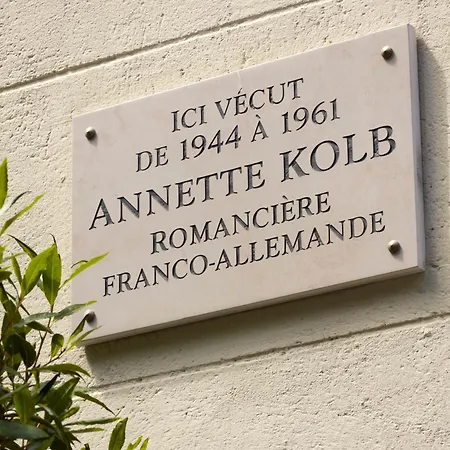 ICI VÉCUT
DE 1944 À 1961
ANNETTE KOLB
ROMANCIÈRE
FRANCO-ALLEMANDE